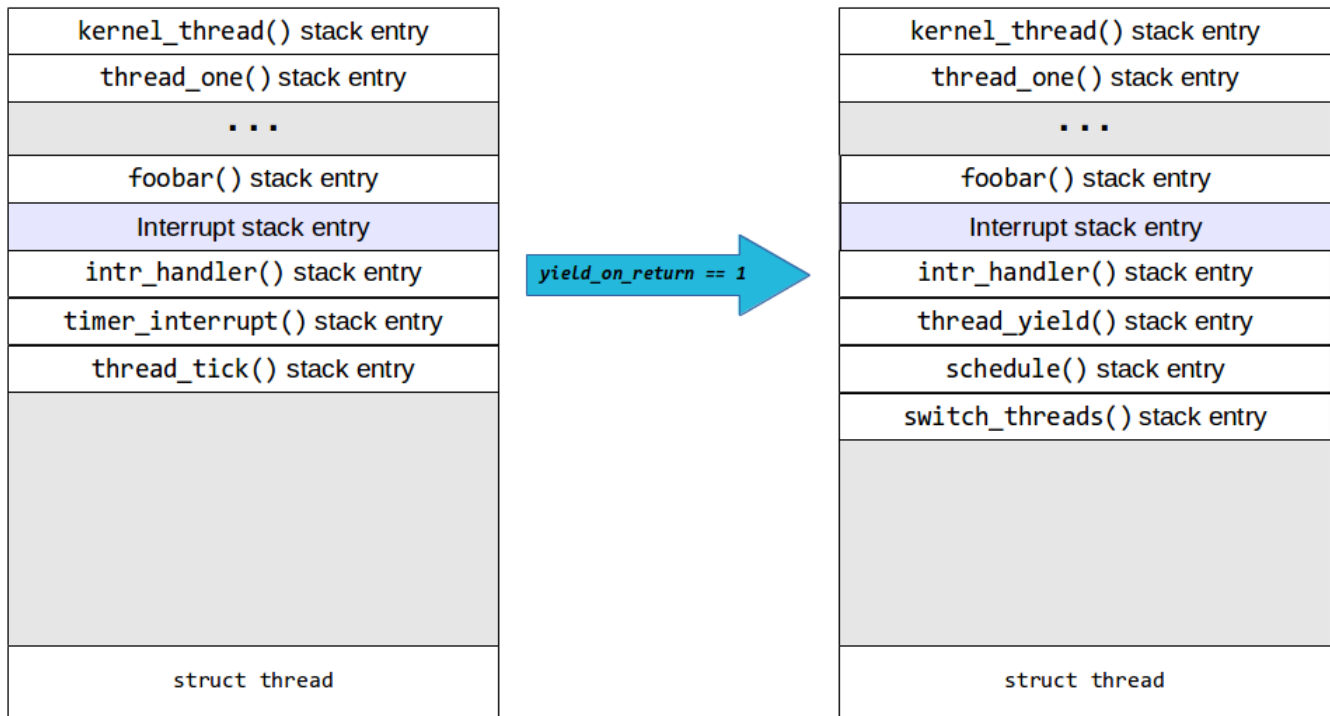 kernel_thread() stack entry
thread_one() stack entry
...
foobar() stack entry
Interrupt stack entry
intr_handler() stack entry
timer_interrupt() stack entry
thread_tick() stack entry
struct thread
yield_on_return == 1
kernel_thread() stack entry
thread_one() stack entry
...
foobar() stack entry
Interrupt stack entry
intr_handler() stack entry
thread_yield() stack entry
schedule() stack entry
switch_threads() stack entry
struct thread